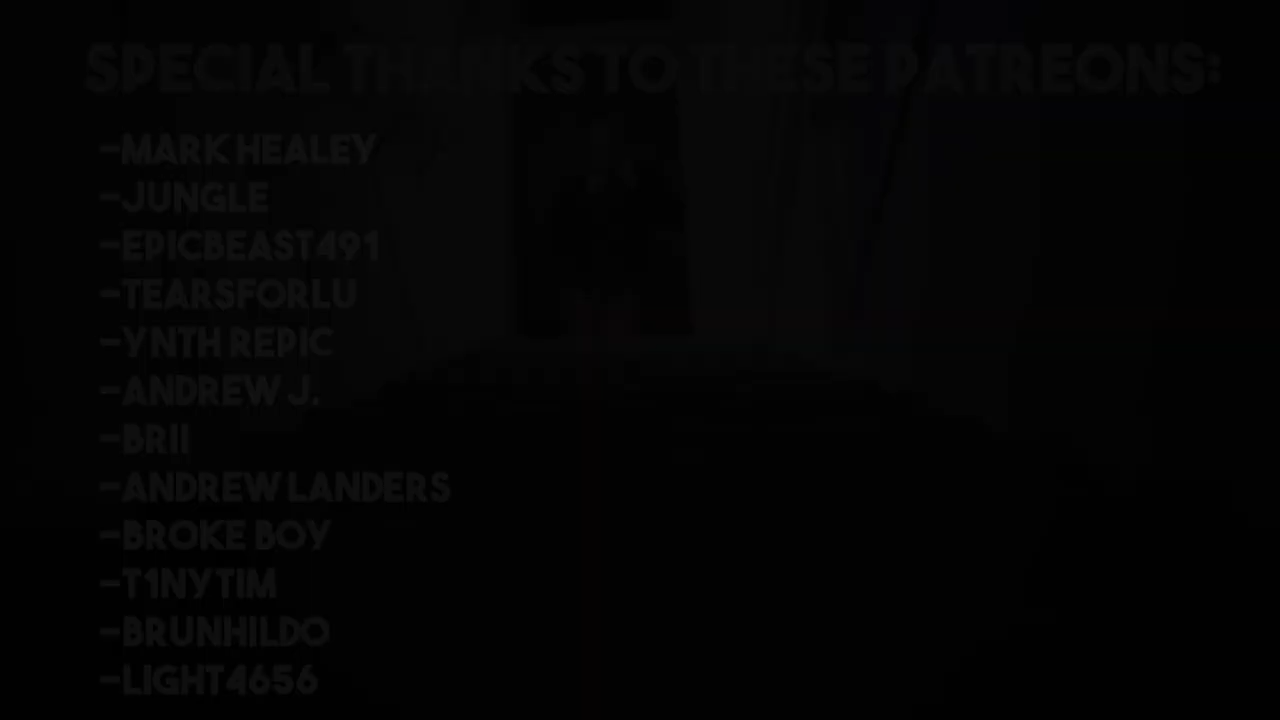 SPECIAL THANKS TO THESE PATREONS:
-MARK HEALEY
-JUNGLE
-EPICBEAST491
-TEARSFORLU
-YNTH REPIC
-ANDREW J.
-BRII
-ANDREW LANDERS
-BROKE BOY
-T1NYTIM
-BRUNHILDO
-LIGHT4656